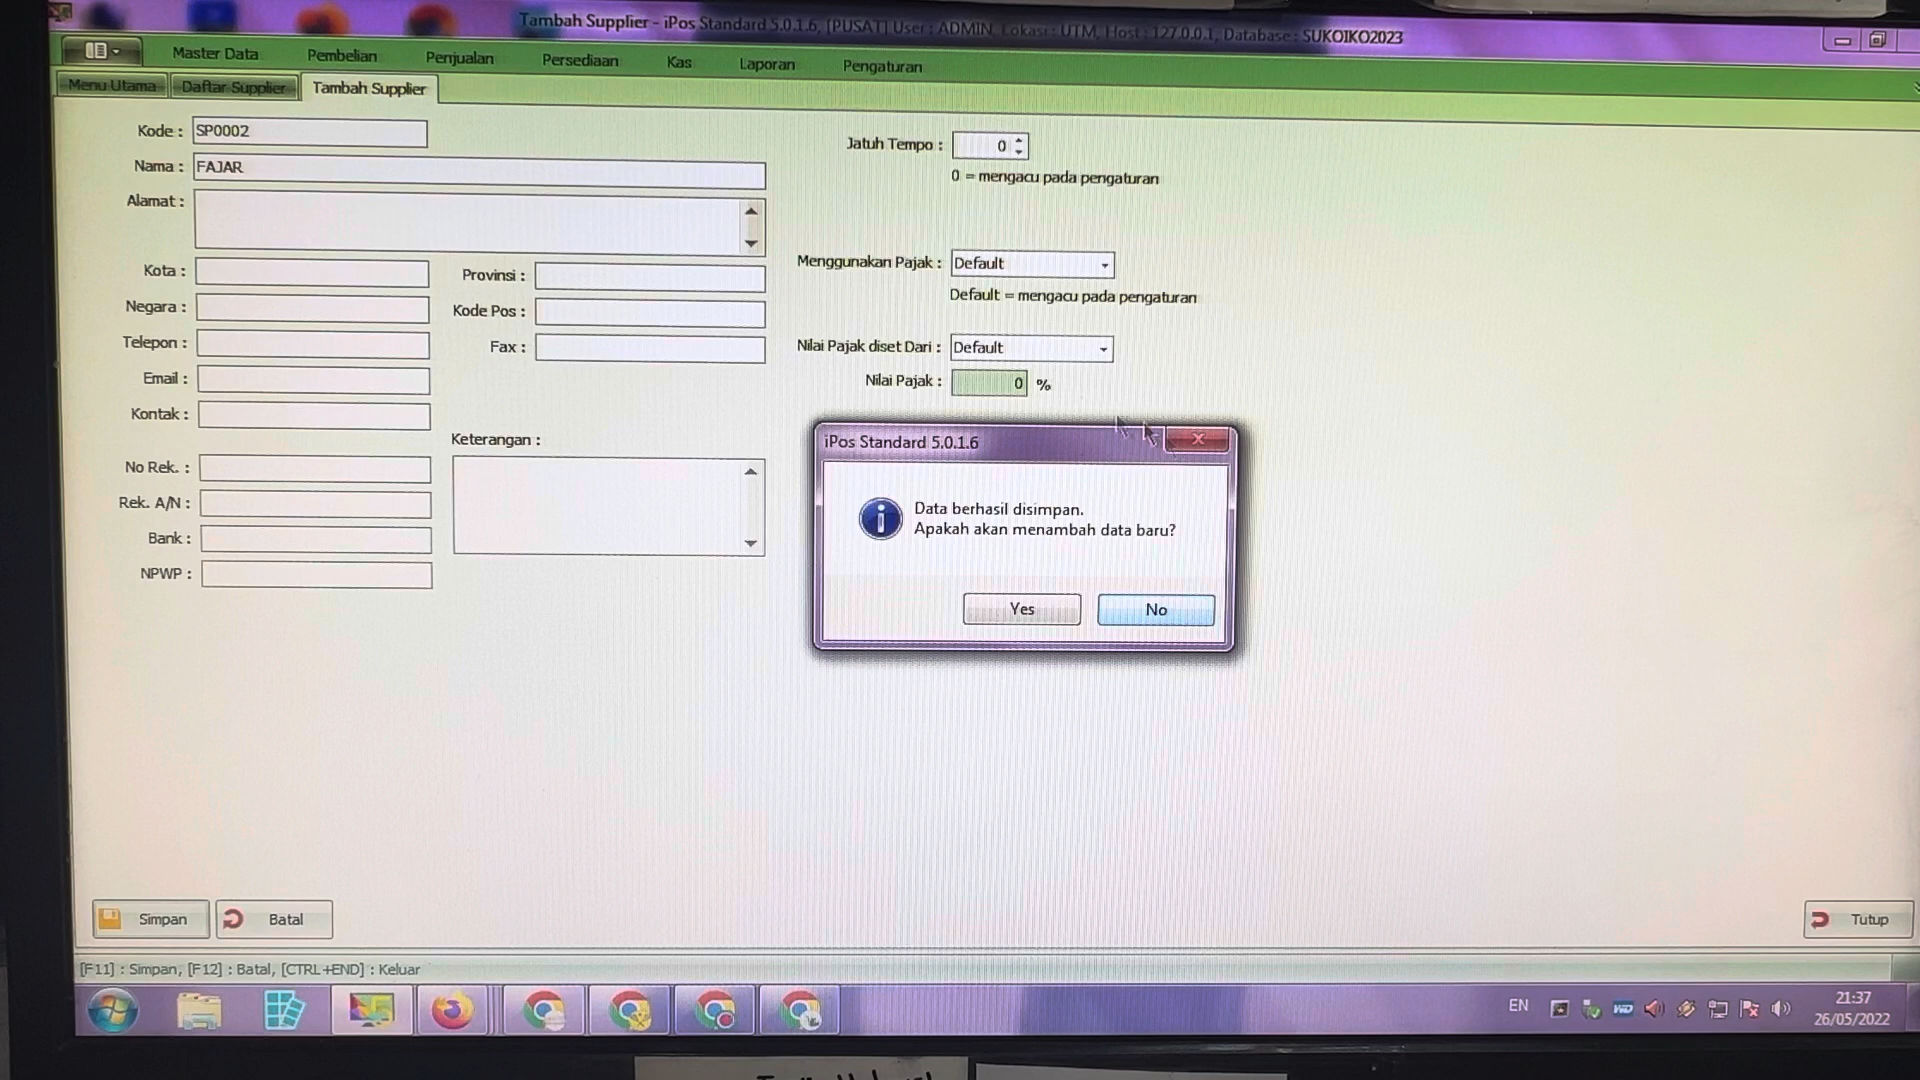 Tambah Supplier - iPos Standard 5.0.1.6, [PUSAT] User : ADMIN, Lokasi : UTM, Host : 127.0.0.1, Database : SUKOIKO2023
Master Data Pembelian Penjualan Persediaan Kas Laporan Pengaturan
Menu Utama Daftar Supplier Tambah Supplier
Kode : SP0002
Nama : FAJAR
Alamat :
Kota :
Provinsi :
Negara :
Kode Pos :
Telepon :
Fax :
Email :
Kontak :
Keterangan :
No Rek. :
Rek. A/N :
Bank :
NPWP :
Jatuh Tempo : 0
0 = mengacu pada pengaturan
Menggunakan Pajak : Default
Default = mengacu pada pengaturan
Nilai Pajak diset Dari : Default
Nilai Pajak : 0 %
iPos Standard 5.0.1.6
Data berhasil disimpan.
Apakah akan menambah data baru?
Yes No
Simpan Batal Tutup
[F11] : Simpan, [F12] : Batal, [CTRL+END] : Keluar
EN
21:37
26/05/2022